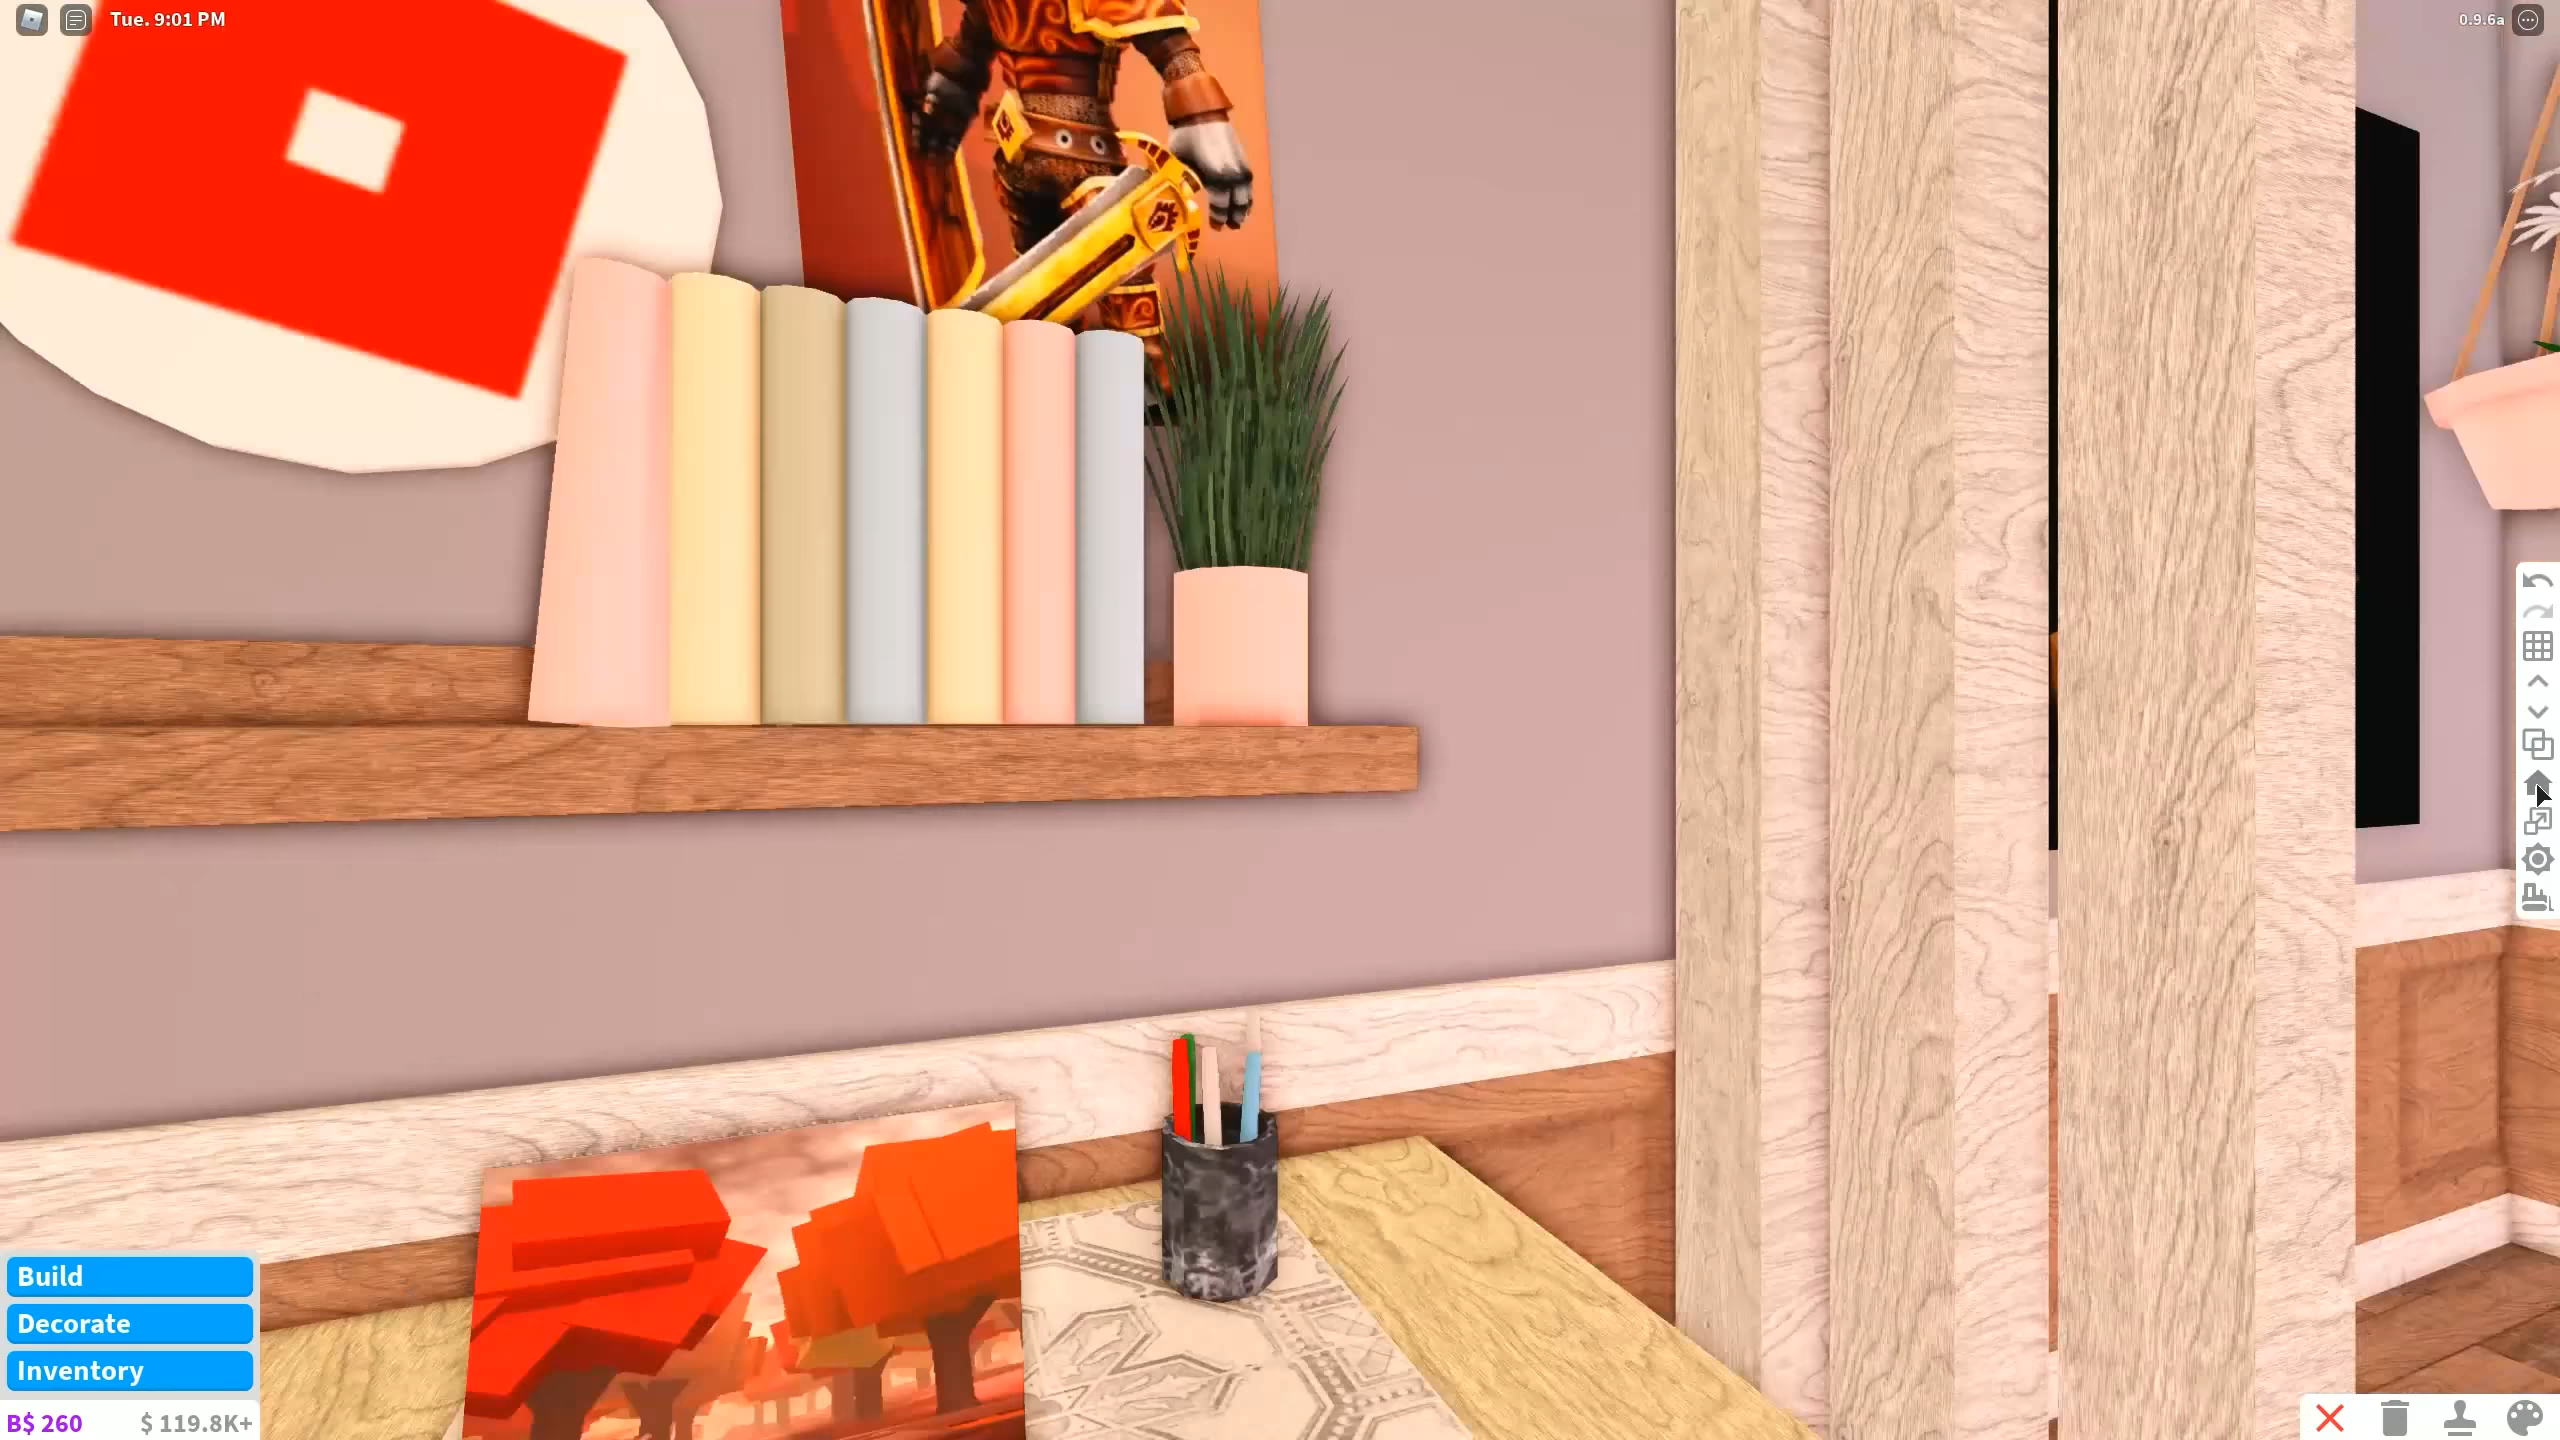 Tue. 9:01 PM
0.9.6a
Build
Decorate
Inventory
B$ 260
$ 119.8K+